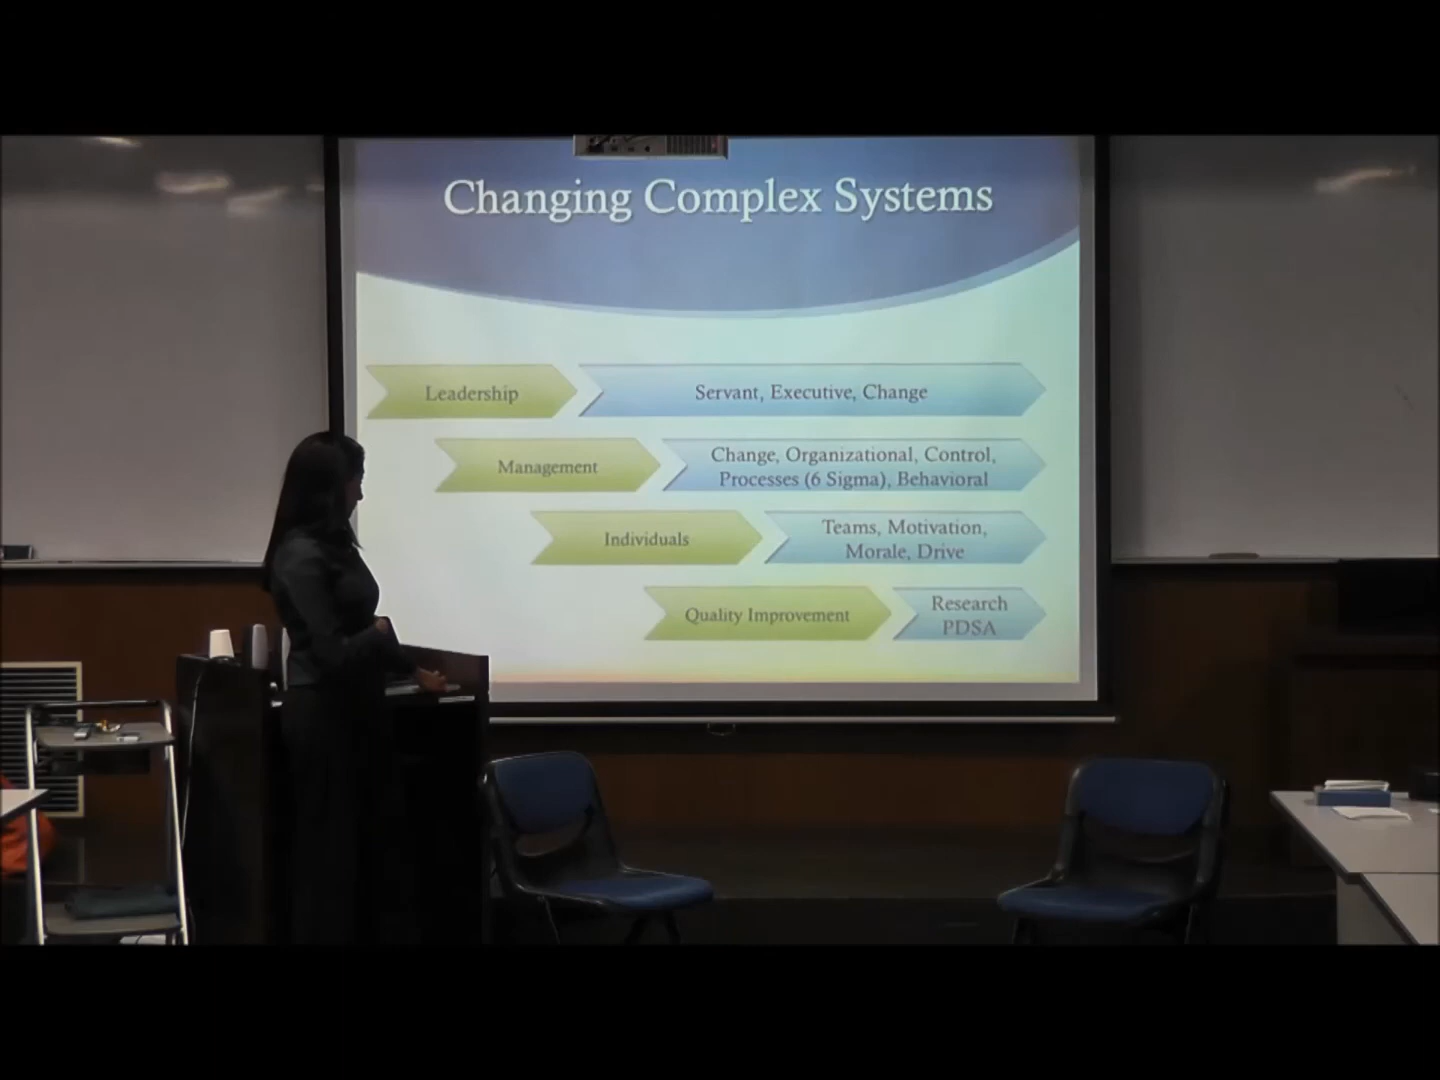 Changing Complex Systems
Leadership
Servant, Executive, Change
Management
Change, Organizational, Control,
Processes (6 Sigma), Behavioral
Individuals
Teams, Motivation,
Morale, Drive
Quality Improvement
Research
PDSA